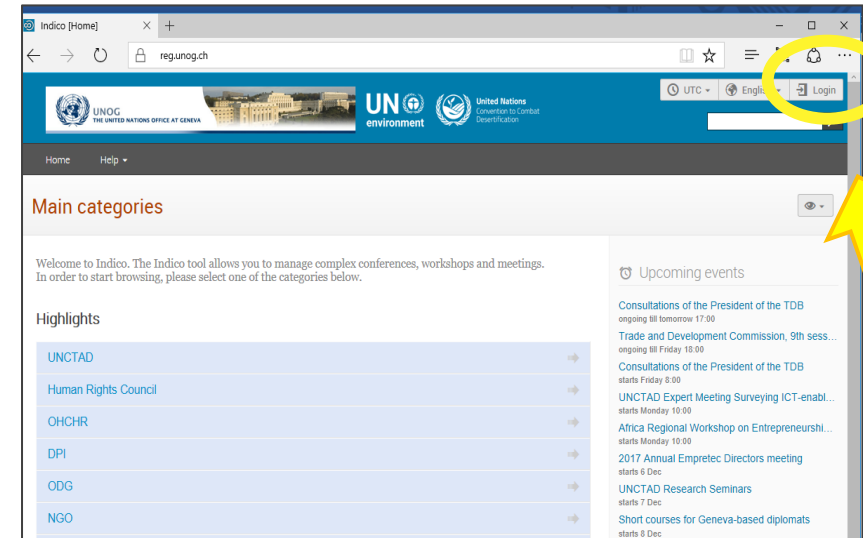 Indico [Home]
reg.unog.ch
UTC English Login
UNOG
THE UNITED NATIONS OFFICE AT GENEVA
UN
environment
United Nations
Convention to Combat
Desertification
Home Help
Main categories
Welcome to Indico. The Indico tool allows you to manage complex conferences, workshops and meetings.
In order to start browsing, please select one of the categories below.
Highlights
UNCTAD
Human Rights Council
OHCHR
DPI
ODG
NGO
Upcoming events
Consultations of the President of the TDB
ongoing till tomorrow 17:00
Trade and Development Commission, 9th sess...
ongoing till Friday 18:00
Consultations of the President of the TDB
starts Friday 8:00
UNCTAD Expert Meeting Surveying ICT-enabl...
starts Monday 10:00
Africa Regional Workshop on Entrepreneurshi...
starts Monday 10:00
2017 Annual Empretec Directors meeting
starts 6 Dec
UNCTAD Research Seminars
starts 7 Dec
Short courses for Geneva-based diplomats
starts 8 Dec